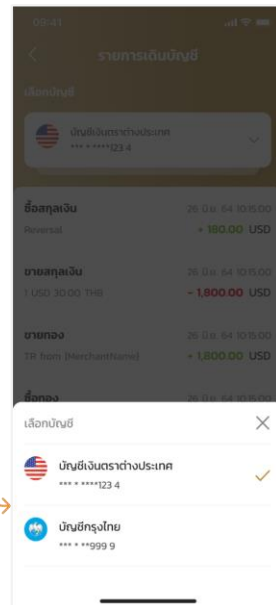 09:41
รายการเดินบัญชี
เลือกบัญชี
บัญชีเงินตราต่างประเทศ
*** * ****123 4
ซื้อสกุลเงิน 26 มิ.ย. 64 10:15:00
Reversal + 180.00 USD
ขายสกุลเงิน 26 มิ.ย. 64 10:15:00
1 USD 30.00 THB - 1,800.00 USD
ขายทอง 26 มิ.ย. 64 10:15:00
TR from [MerchantName] + 1,800.00 USD
ซื้อทอง 26 มิ.ย. 64 10:15:00
เลือกบัญชี
บัญชีเงินตราต่างประเทศ
*** * ****123 4
บัญชีกรุงไทย
*** * **999 9